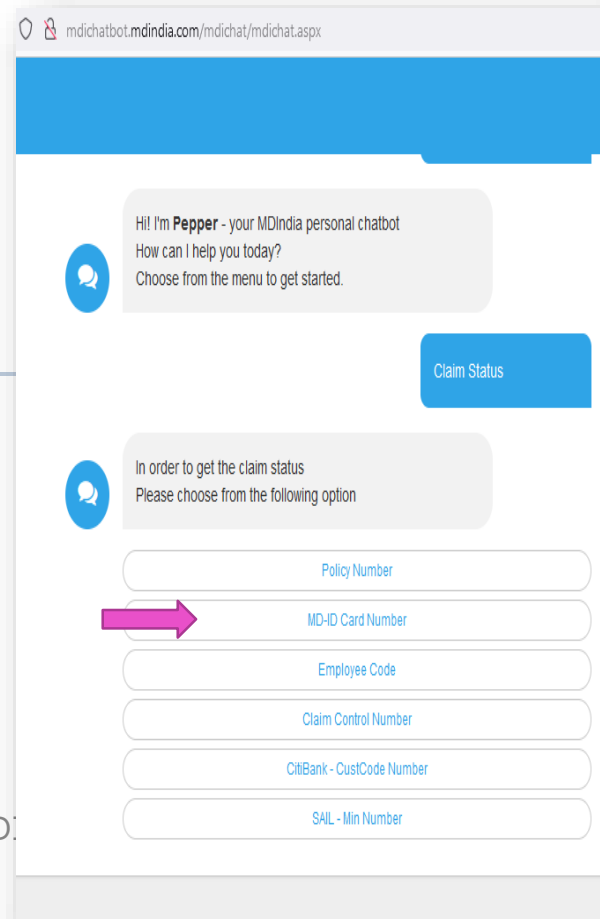 mdichatbot.mdindia.com/mdichat/mdichat.aspx
Hi! I'm Pepper - your MDIndia personal chatbot
How can I help you today?
Choose from the menu to get started.
Claim Status
In order to get the claim status
Please choose from the following option
Policy Number
MD-ID Card Number
Employee Code
Claim Control Number
CitiBank - CustCode Number
SAIL - Min Number